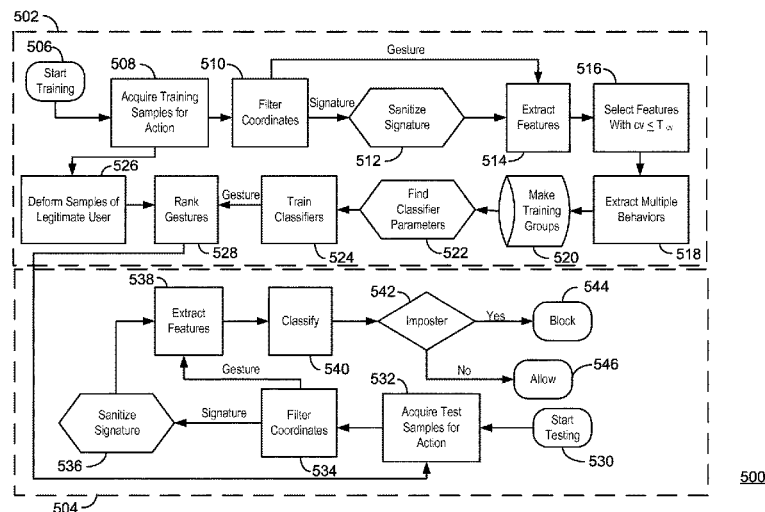 502
506
Start
Training
508
Acquire Training
Samples for
Action
510
Filter
Coordinates
Gesture
Signature
Sanitize
Signature
512
Extract
Features
514
516
Select Features
With cv ≤ T cv
526
Deform Samples of
Legitimate User
Rank
Gestures
528
Gesture
Train
Classifiers
524
Find
Classifier
Parameters
522
Make
Training
Groups
520
Extract Multiple
Behaviors
518
538
Extract
Features
Classify
540
542
Imposter
Yes
544
Block
No
546
Allow
Gesture
532
Sanitize
Signature
536
Signature
Filter
Coordinates
534
Acquire Test
Samples for
Action
Start
Testing
530
504
500